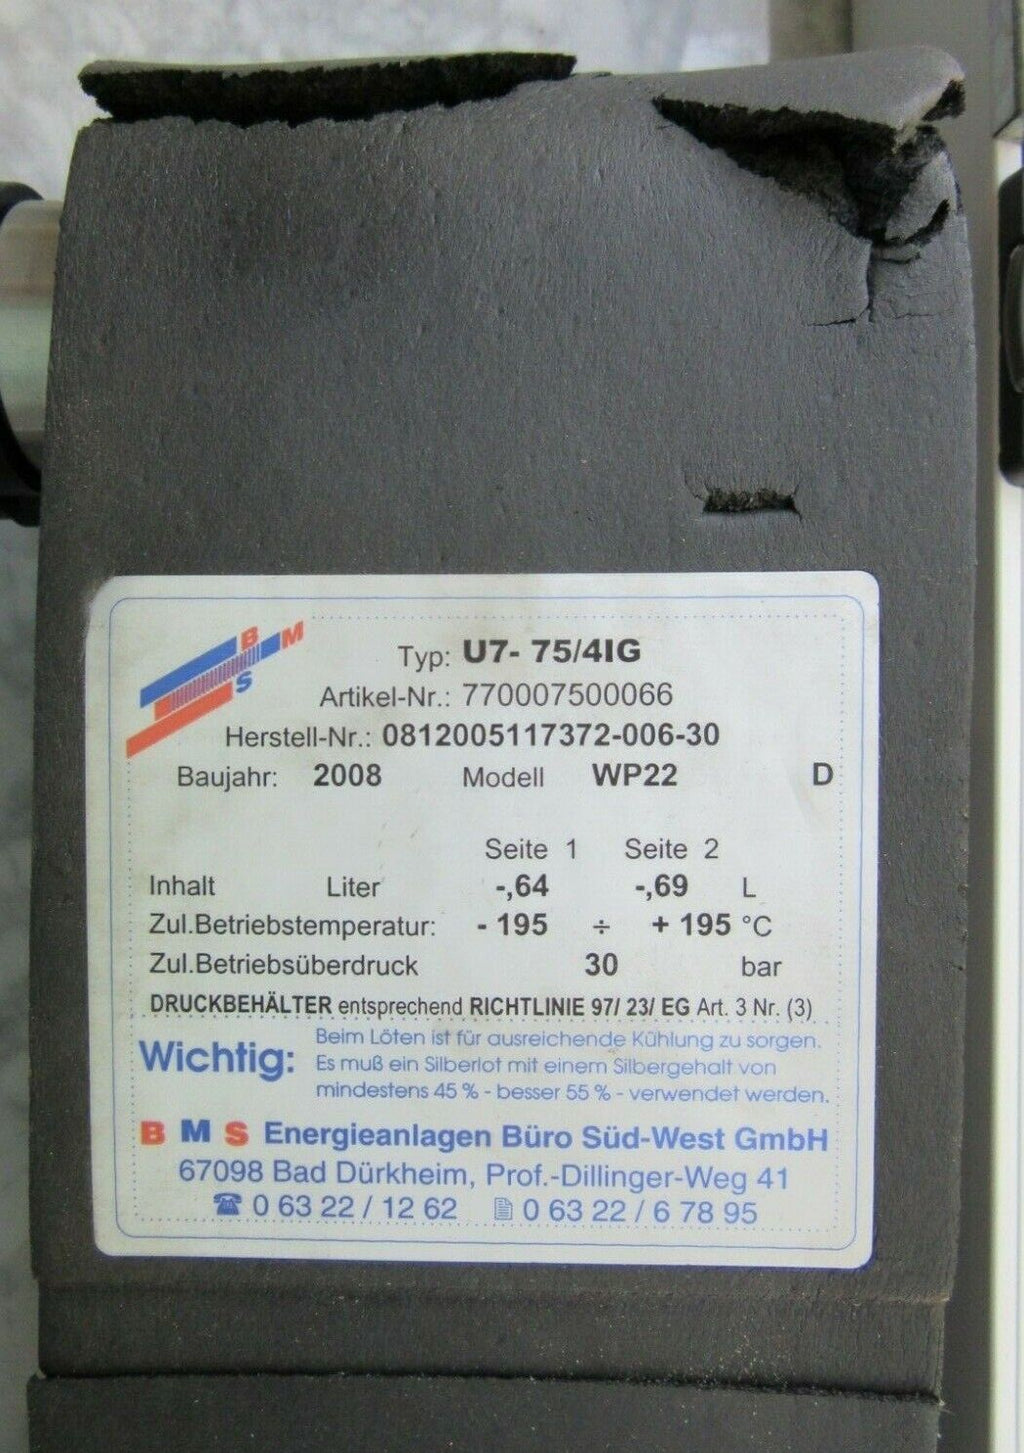 B M S
Typ: U7- 75/4IG
Artikel-Nr.: 770007500066
Herstell-Nr.: 0812005117372-006-30
Baujahr: 2008 Modell WP22 D
Seite 1 Seite 2
Inhalt Liter -,64 -,69 L
Zul.Betriebstemperatur: - 195 ÷ + 195 °C
Zul.Betriebsüberdruck 30 bar
DRUCKBEHÄLTER entsprechend RICHTLINIE 97/ 23/ EG Art. 3 Nr. (3)
Wichtig: Beim Löten ist für ausreichende Kühlung zu sorgen.
Es muß ein Silberlot mit einem Silbergehalt von
mindestens 45 % - besser 55 % - verwendet werden.
B M S Energieanlagen Büro Süd-West GmbH
67098 Bad Dürkheim, Prof.-Dillinger-Weg 41
☎ 0 63 22 / 12 62 0 63 22 / 6 78 95